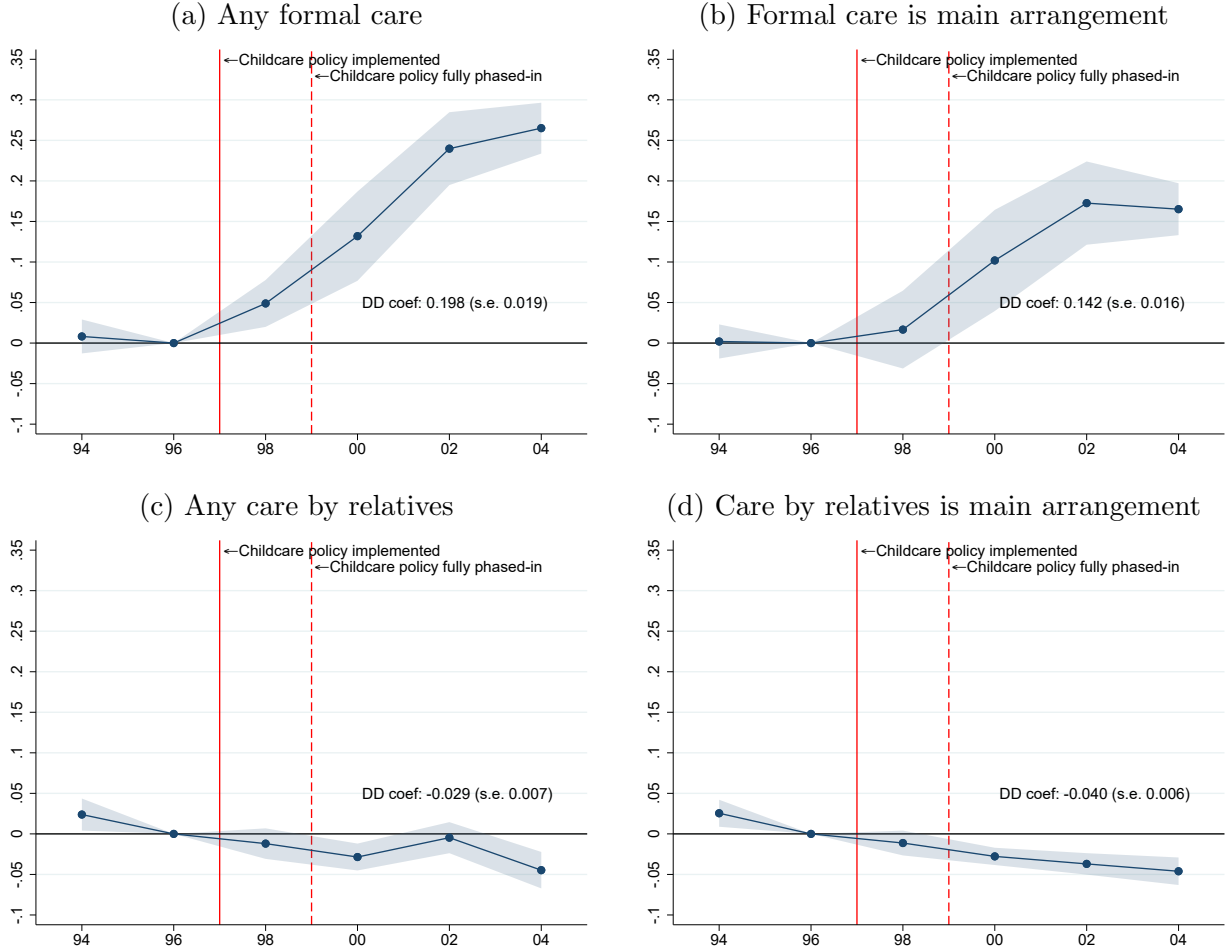 (a) Any formal care
.35
.3
.25
.2
.15
.1
.05
0
-.05
-.1
←Childcare policy implemented
←Childcare policy fully phased-in
DD coef: 0.198 (s.e. 0.019)
94 96 98 00 02 04
(b) Formal care is main arrangement
.35
.3
.25
.2
.15
.1
.05
0
-.05
-.1
←Childcare policy implemented
←Childcare policy fully phased-in
DD coef: 0.142 (s.e. 0.016)
94 96 98 00 02 04
(c) Any care by relatives
.35
.3
.25
.2
.15
.1
.05
0
-.05
-.1
←Childcare policy implemented
←Childcare policy fully phased-in
DD coef: -0.029 (s.e. 0.007)
94 96 98 00 02 04
(d) Care by relatives is main arrangement
.35
.3
.25
.2
.15
.1
.05
0
-.05
-.1
←Childcare policy implemented
←Childcare policy fully phased-in
DD coef: -0.040 (s.e. 0.006)
94 96 98 00 02 04